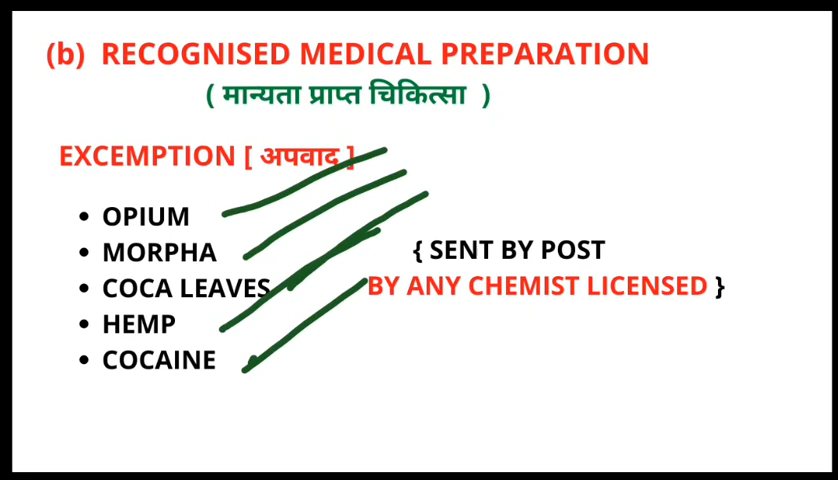 (b) RECOGNISED MEDICAL PREPARATION
( मान्यता प्राप्त चिकित्सा )
EXCEMPTION [ अपवाद ]
• OPIUM
• MORPHA
• COCA LEAVES
• HEMP
• COCAINE
{ SENT BY POST
BY ANY CHEMIST LICENSED }